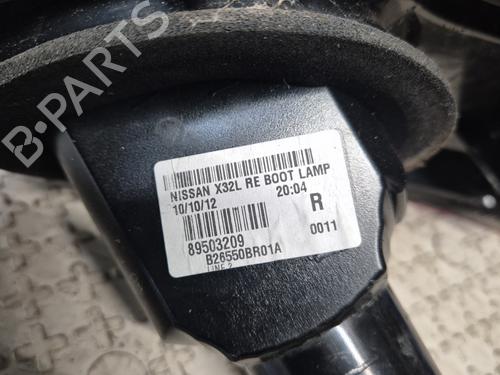 B-PARTS
NISSAN X32L RE BOOT LAMP
10/10/12 20:04
R
89503209 0011
B26550BR01A
LINE 2